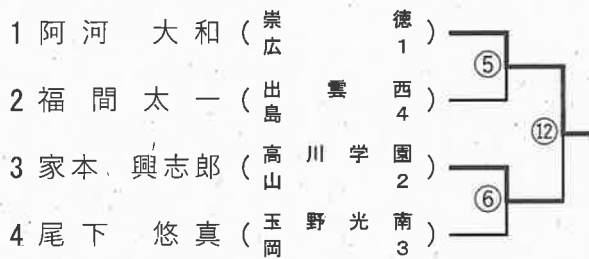 1 阿河 大和 (崇徳 広1)
⑤
2 福間 太一 (出雲西 島4)
⑫
3 家本 興志郎 (高川学園 山2)
⑥
4 尾下 悠真 (玉野光南 岡3)